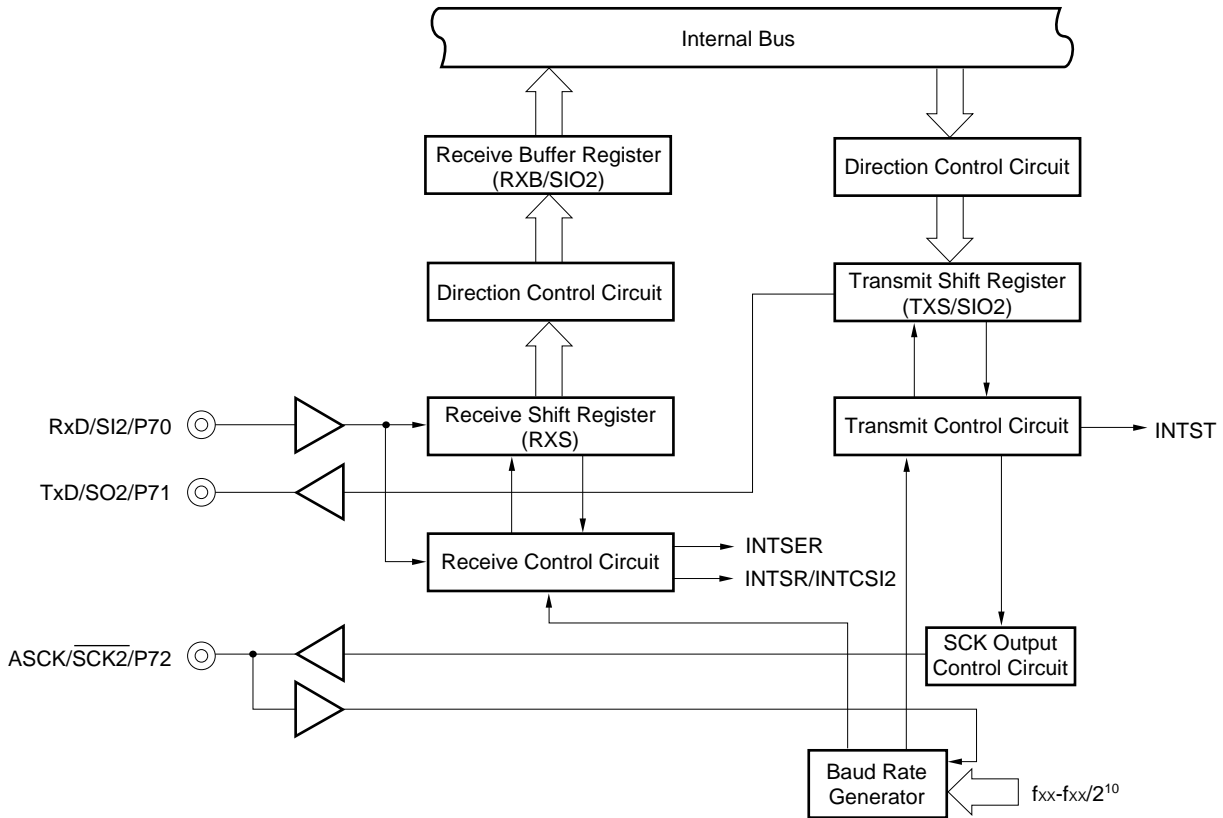 Internal Bus
Receive Buffer Register
(RXB/SIO2)
Direction Control Circuit
Direction Control Circuit
Transmit Shift Register
(TXS/SIO2)
RxD/SI2/P70
Receive Shift Register
(RXS)
Transmit Control Circuit
INTST
TxD/SO2/P71
Receive Control Circuit
INTSER
INTSR/INTCSI2
ASCK/S̅C̅K̅2̅/P72
SCK Output
Control Circuit
Baud Rate
Generator
fxx-fxx/2¹⁰